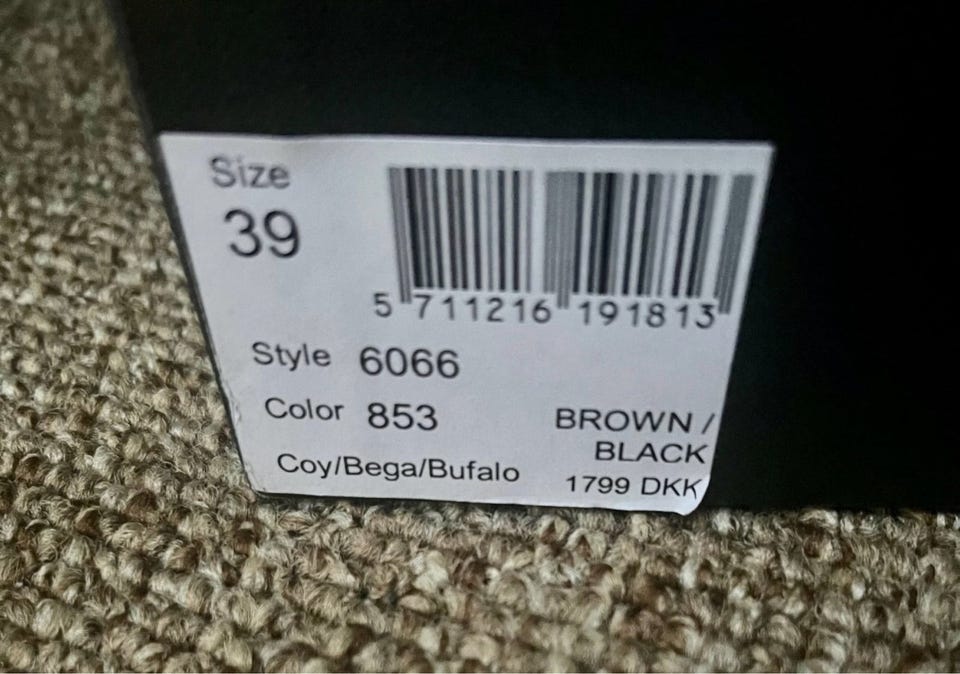 Size
39
5 711216 191813
Style 6066
Color 853
BROWN /
BLACK
Coy/Bega/Bufalo
1799 DKK